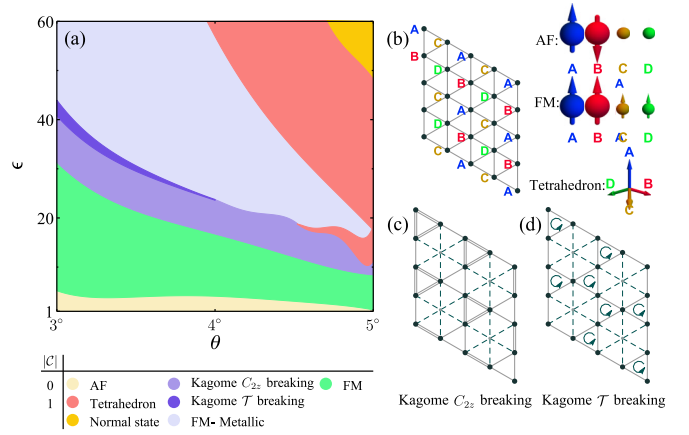 (a)
60
40
20
1
ϵ
3° 4° 5°
θ
|C|
0 AF Kagome C₂z breaking FM
1 Tetrahedron Kagome T breaking
Normal state FM- Metallic
(b)
A
C
B A
D C
B A
C D
A B
D C
B A
C D
A B
D C
B A
C
A
AF:
A B C D
A
FM:
A B A C D
A
Tetrahedron: D B
C
(c) (d)
Kagome C₂z breaking Kagome T breaking